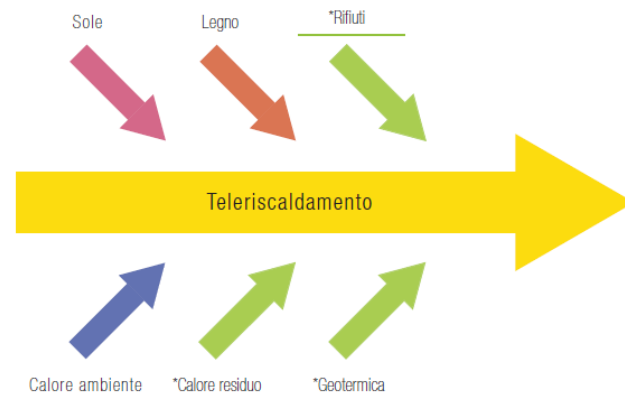 Sole
Legno
*Rifiuti
Teleriscaldamento
Calore ambiente
*Calore residuo
*Geotermica